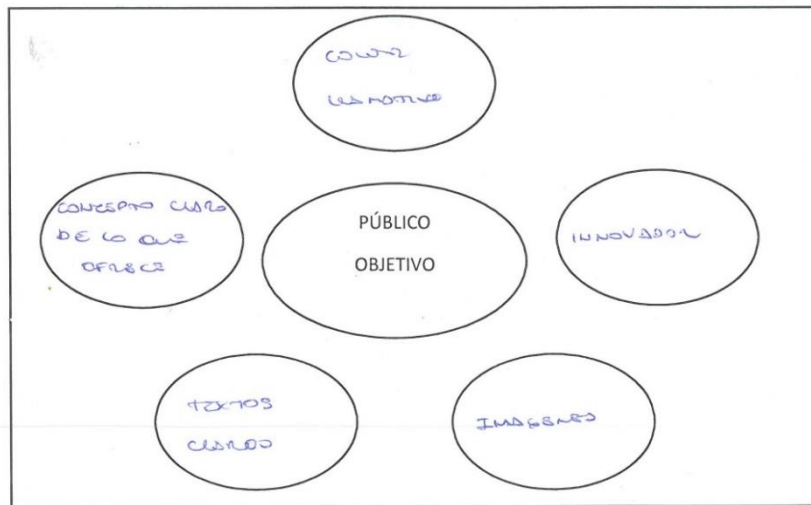 COLOR
LLAMATIVO
CONCEPTO CLARO
DE LO QUE
OFRECE
PÚBLICO
OBJETIVO
INNOVADOR
TEXTOS
CLAROS
IMAGENES